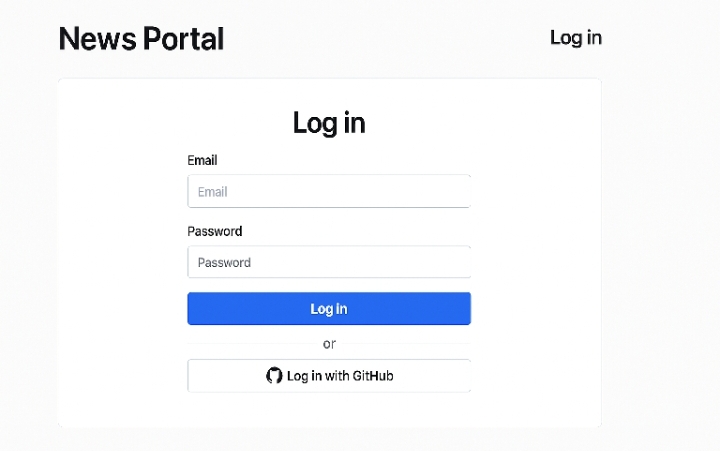 News Portal
Log in
Log in
Email
Email
Password
Password
Log in
or
Log in with GitHub